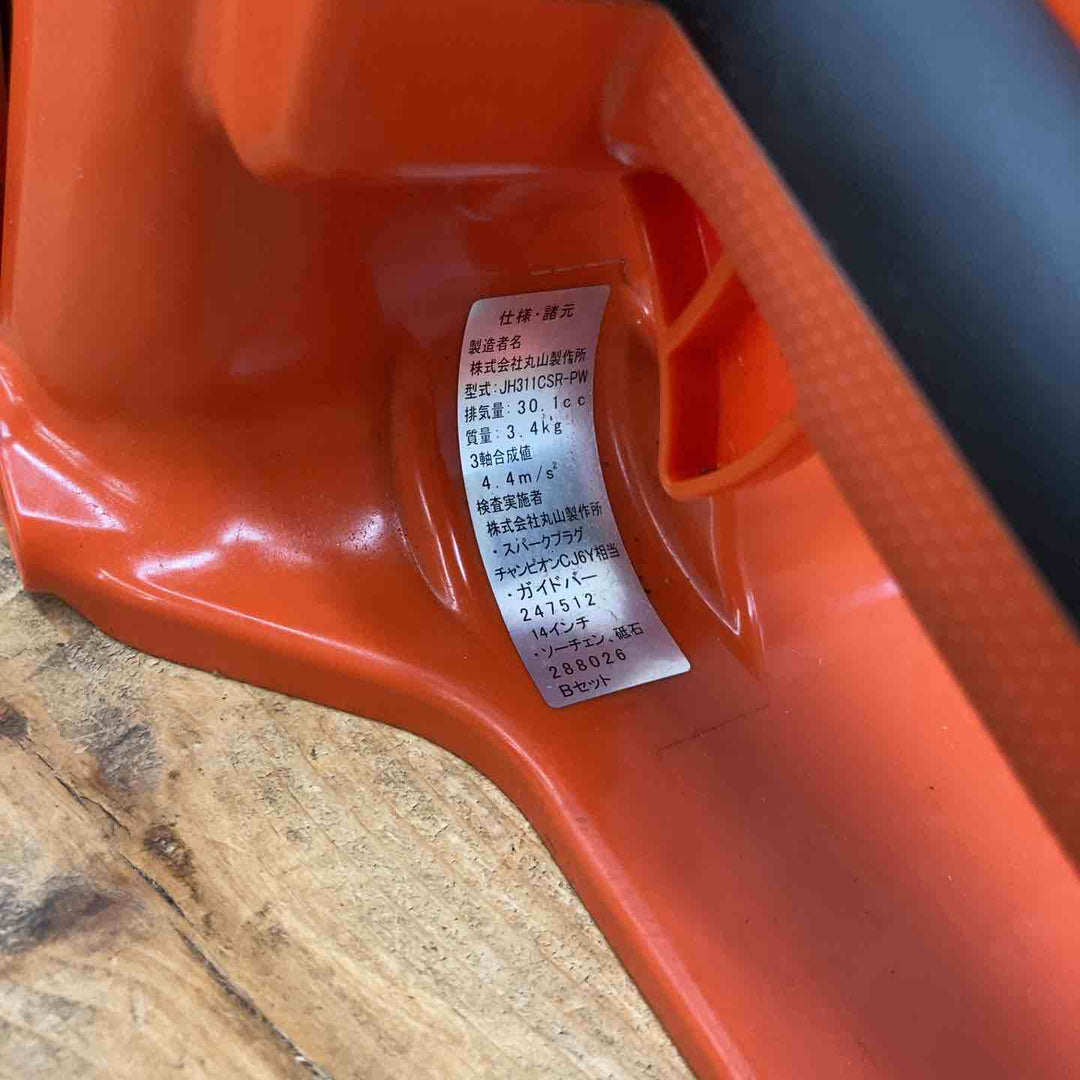 仕様・諸元
製造者名
株式会社丸山製作所
型式:JH311CSR-PW
排気量:30.1cc
質量:3.4kg
3軸合成値
4.4m/s²
検査実施者
株式会社丸山製作所
・スパークプラグ
チャンピオンCJ6Y相当
・ガイドバー
247512
14インチ
・ソーチェン、砥石
288026
Bセット